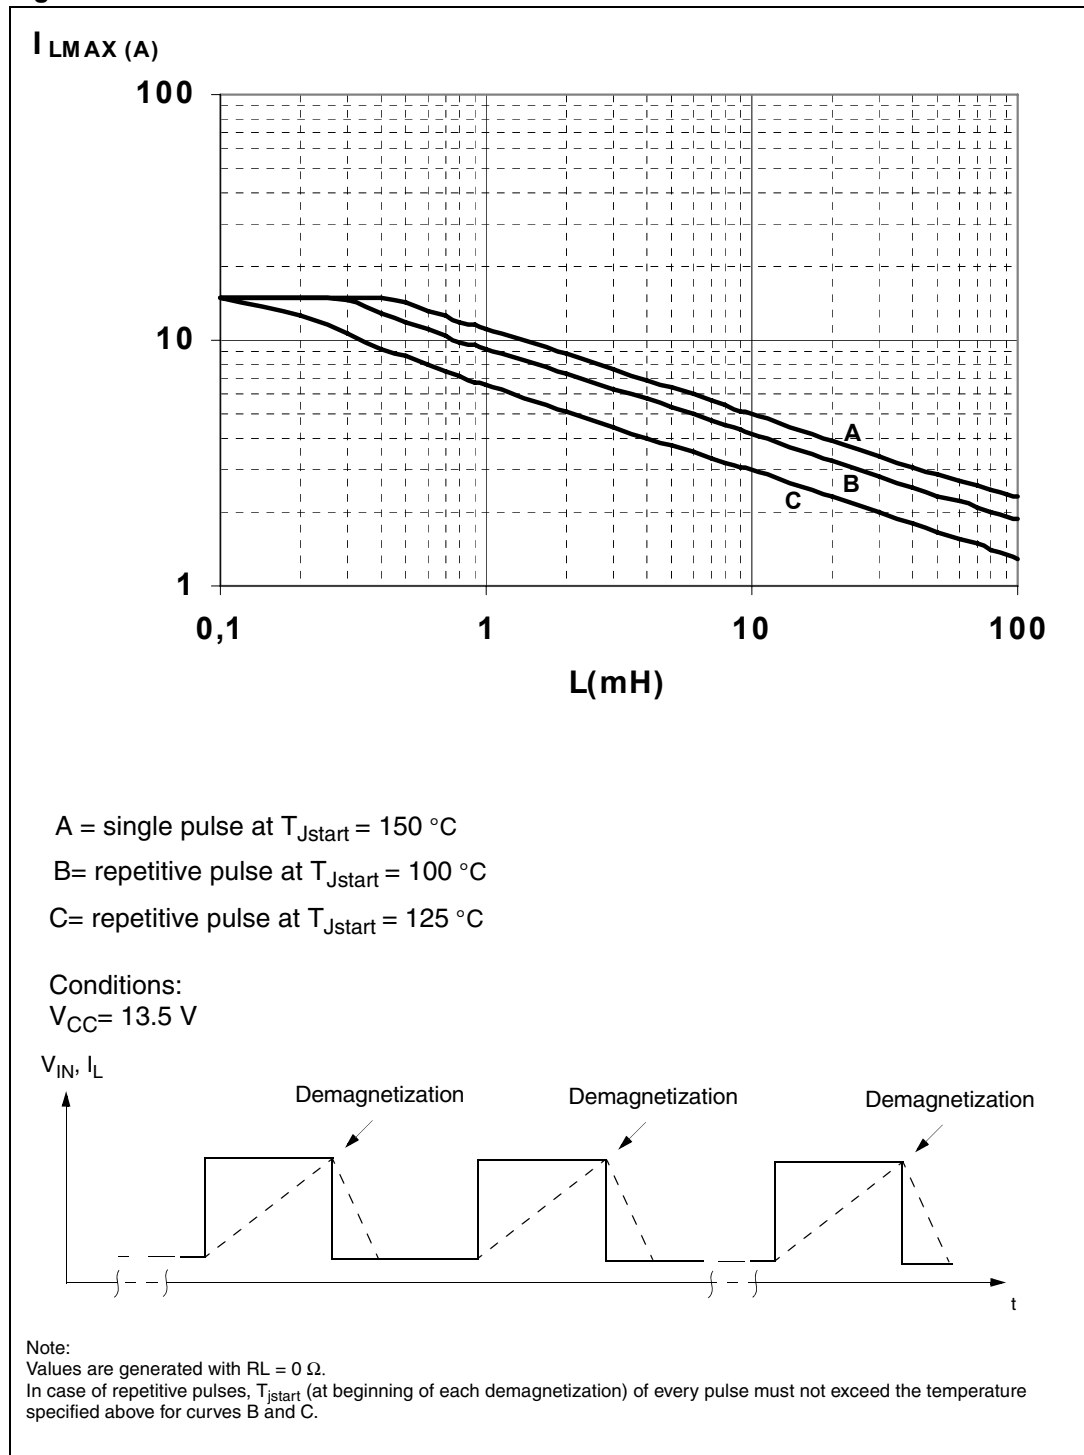 I LMAX (A)
100
10
1
0,1 1 10 100
L(mH)
A
B
C
A = single pulse at TJstart = 150 °C
B= repetitive pulse at TJstart = 100 °C
C= repetitive pulse at TJstart = 125 °C
Conditions:
VCC= 13.5 V
VIN, IL
Demagnetization Demagnetization Demagnetization
t
Note:
Values are generated with RL = 0 Ω.
In case of repetitive pulses, Tjstart (at beginning of each demagnetization) of every pulse must not exceed the temperature
specified above for curves B and C.